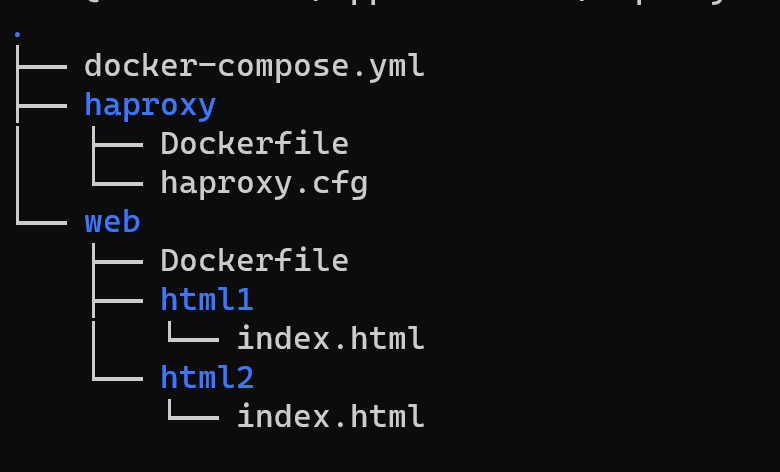 .
├── docker-compose.yml
├── haproxy
│   ├── Dockerfile
│   └── haproxy.cfg
└── web
    ├── Dockerfile
    ├── html1
    │   └── index.html
    └── html2
        └── index.html